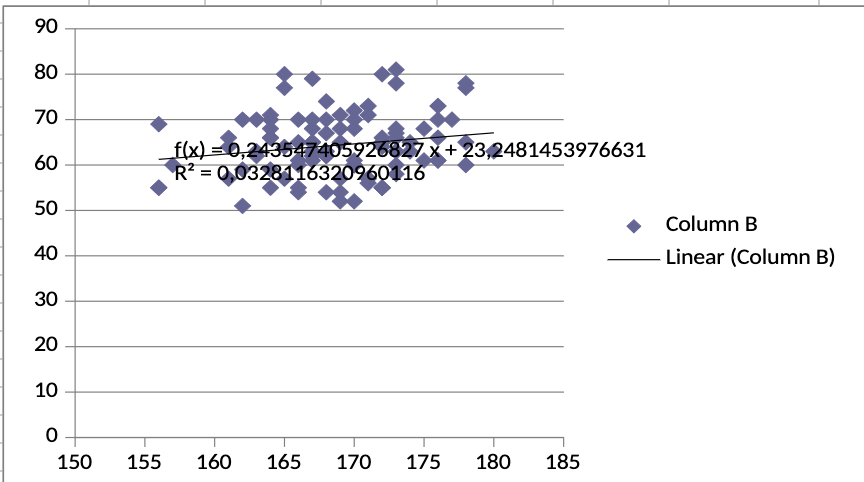 90
80
70
60
50
40
30
20
10
0
150 155 160 165 170 175 180 185
f(x) = 0,243547405926827 x + 23,2481453976631
R² = 0,0328116320960116
Column B
Linear (Column B)